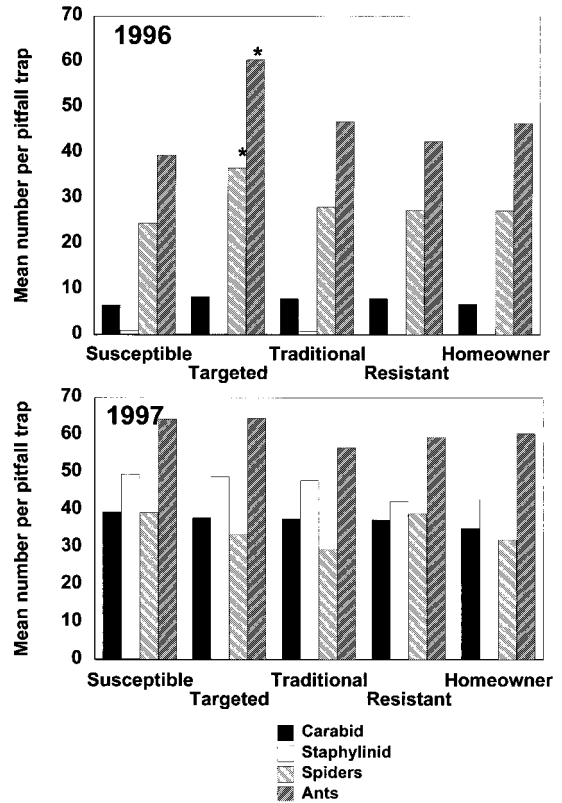 70
60
50
40
30
20
10
0
Mean number per pitfall trap
1996
*
*
Susceptible
Traditional
Homeowner
Targeted
Resistant
70
60
50
40
30
20
10
0
Mean number per pitfall trap
1997
Susceptible
Traditional
Homeowner
Targeted
Resistant
Carabid
Staphylinid
Spiders
Ants